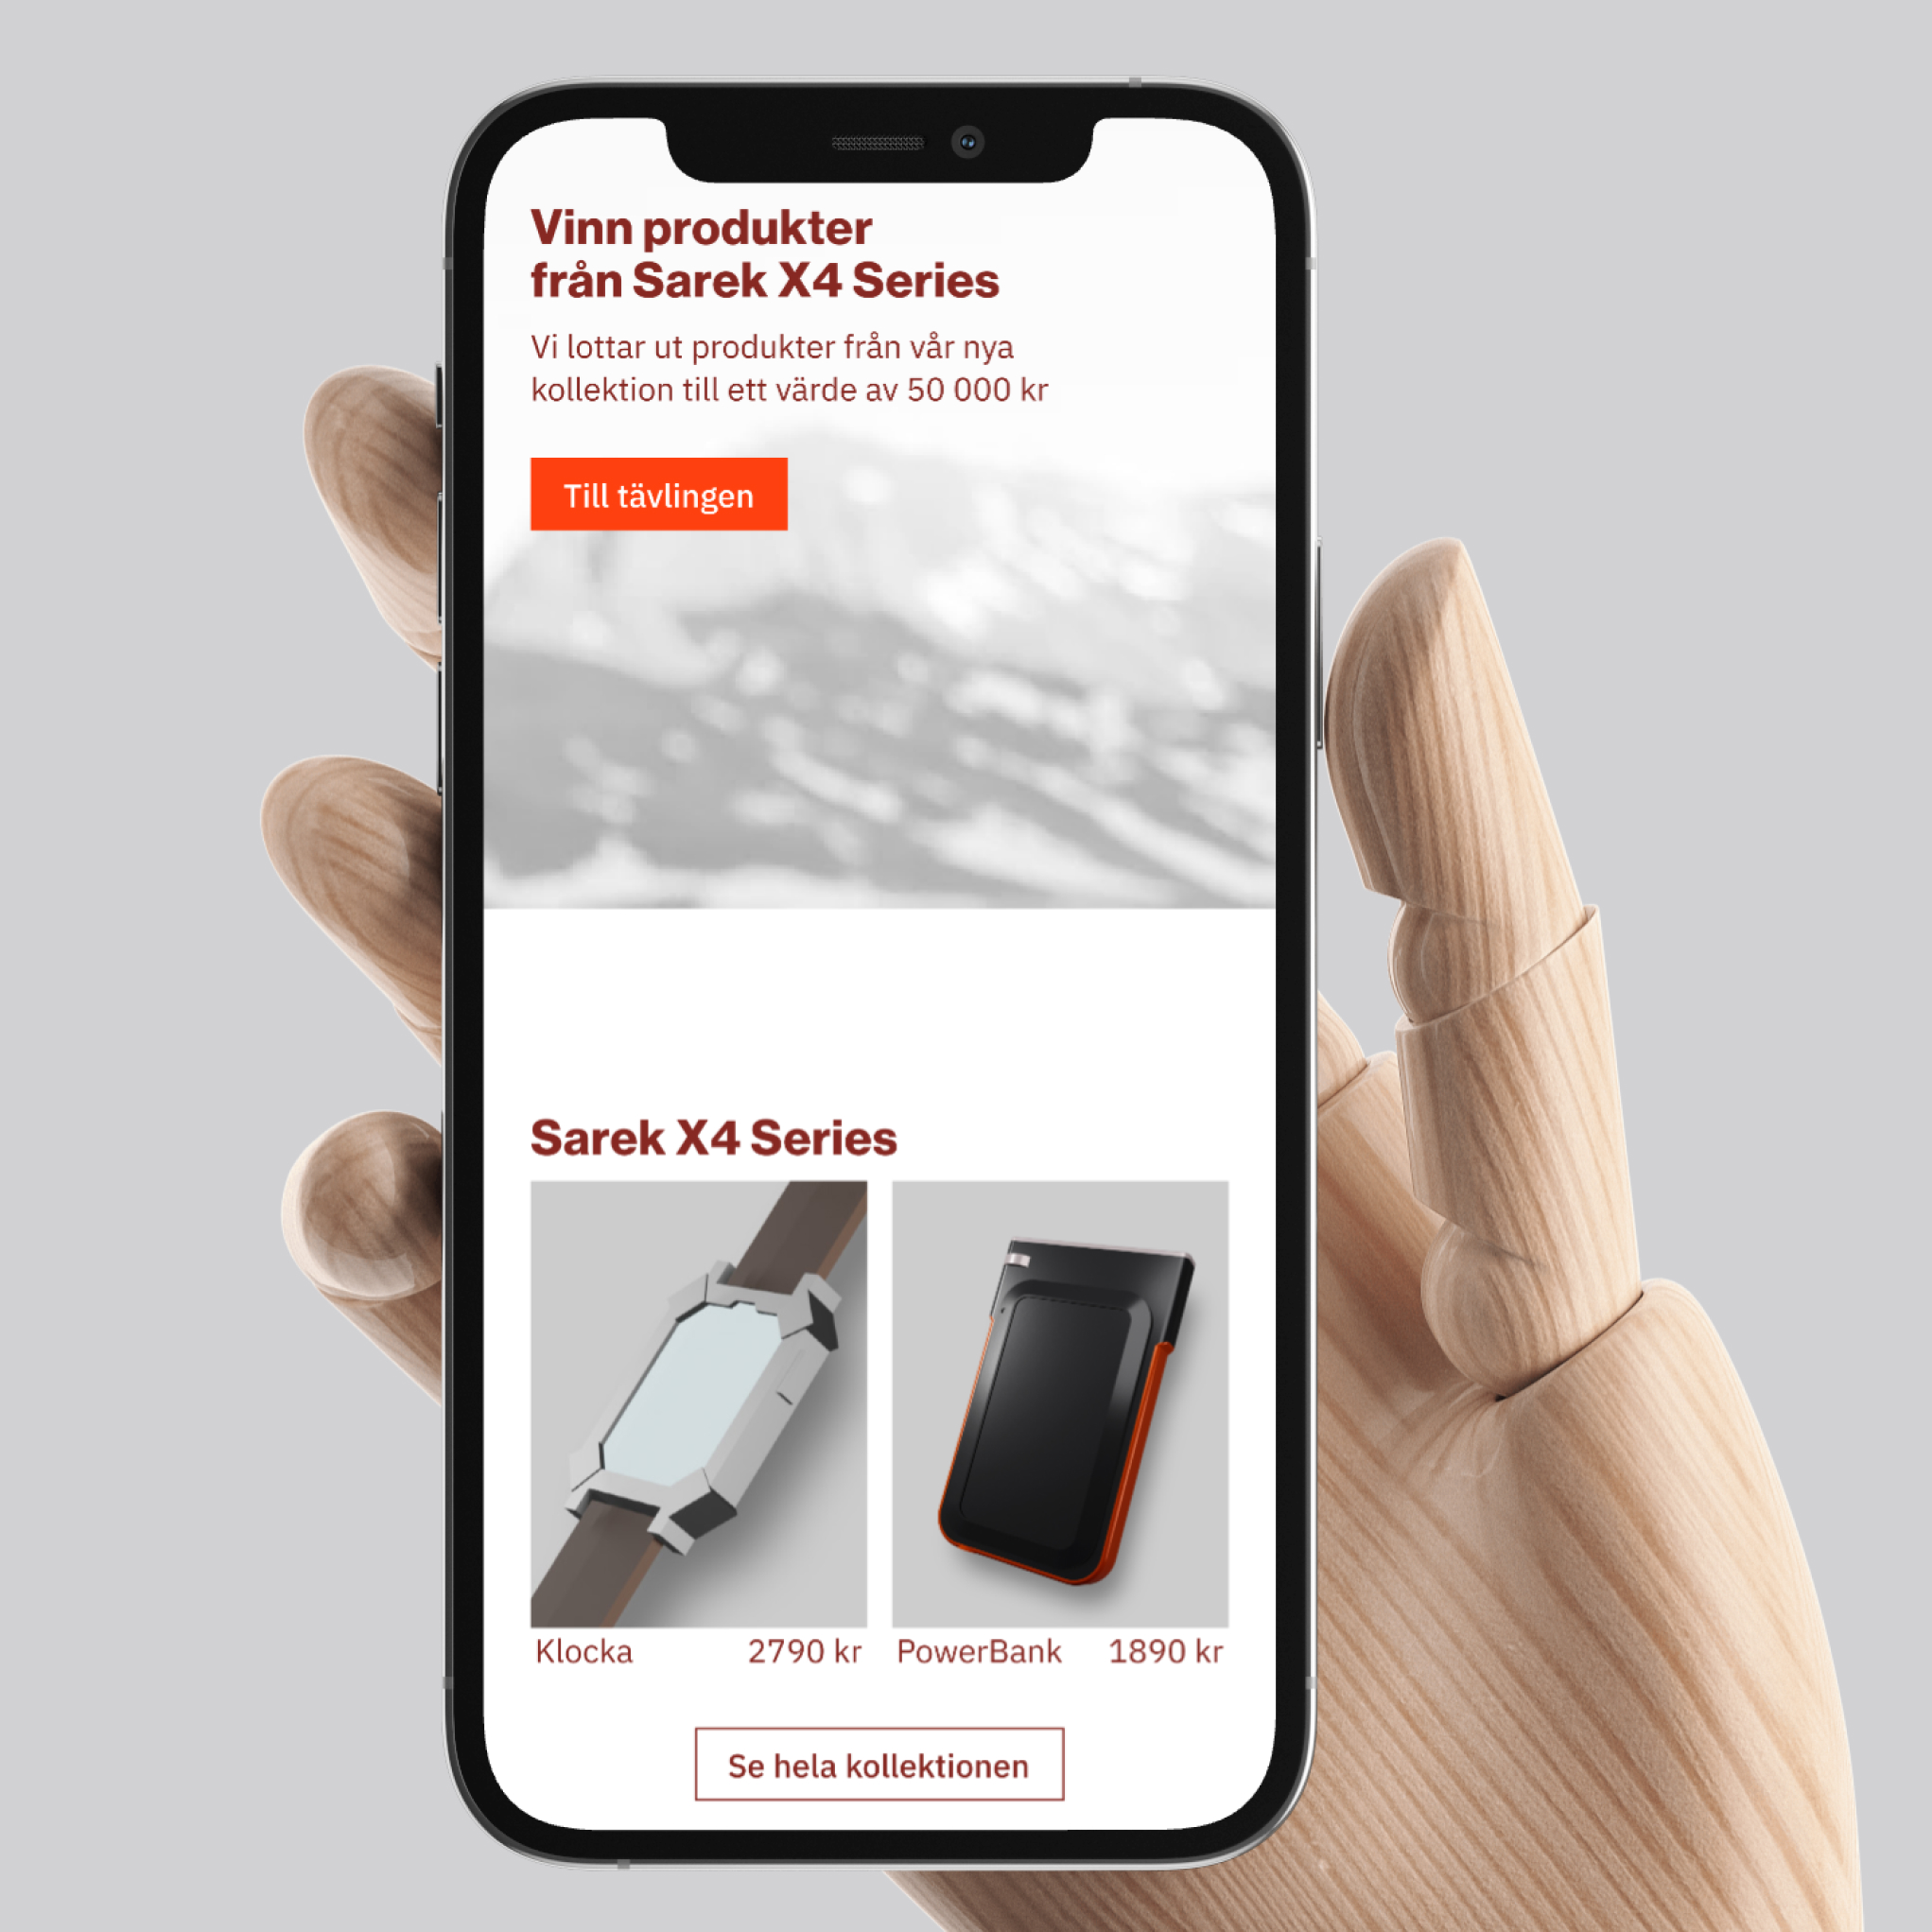 Vinn produkter
från Sarek X4 Series
Vi lottar ut produkter från vår nya
kollektion till ett värde av 50 000 kr
Till tävlingen
Sarek X4 Series
Klocka 2790 kr PowerBank 1890 kr
Se hela kollektionen